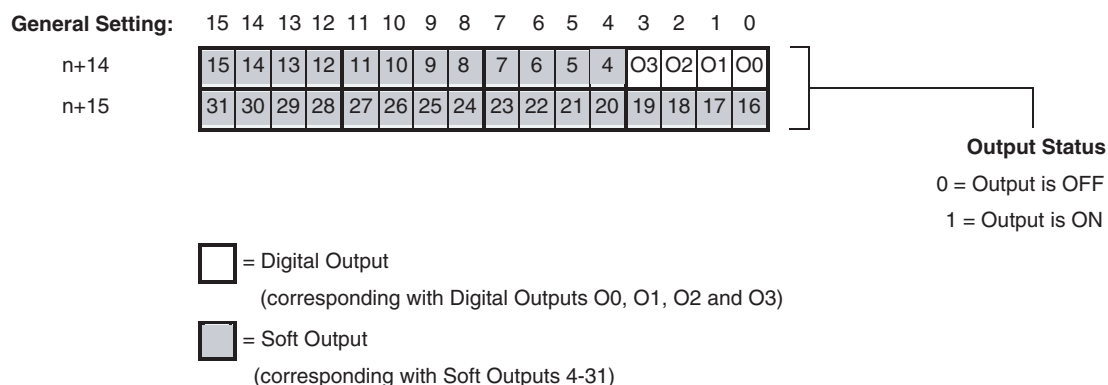 General Setting: 15 14 13 12 11 10 9 8 7 6 5 4 3 2 1 0
n+14 15 14 13 12 11 10 9 8 7 6 5 4 O3 O2 O1 O0
n+15 31 30 29 28 27 26 25 24 23 22 21 20 19 18 17 16
Output Status
0 = Output is OFF
1 = Output is ON
= Digital Output
(corresponding with Digital Outputs O0, O1, O2 and O3)
= Soft Output
(corresponding with Soft Outputs 4-31)